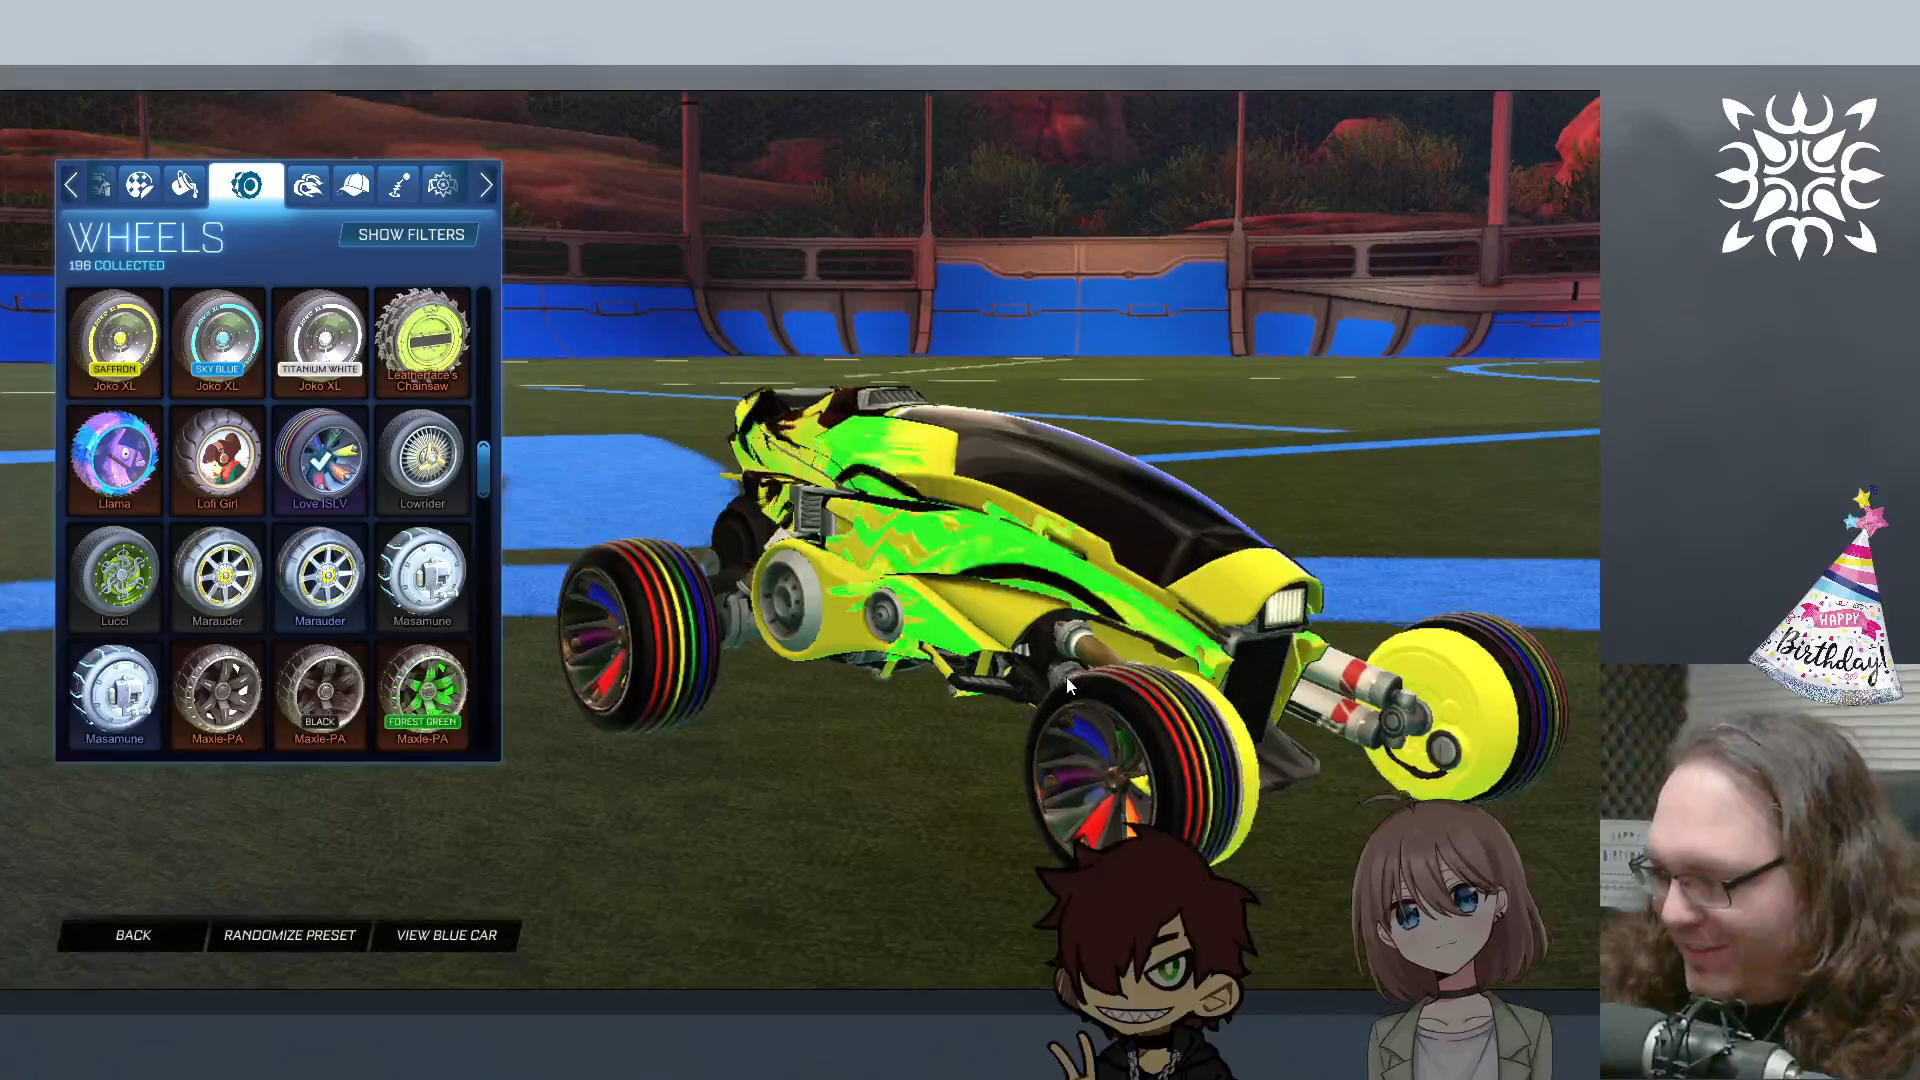 WHEELS
SHOW FILTERS
196 COLLECTED
SAFFRON
Joko XL
SKY BLUE
Joko XL
TITANIUM WHITE
Joko XL
Leatherface's
Chainsaw
Llama
Lofi Girl
Love ISLV
Lowrider
Lucci
Marauder
Marauder
Masamune
Masamune
Maxle-PA
BLACK
Maxle-PA
FOREST GREEN
Maxle-PA
BACK
RANDOMIZE PRESET
VIEW BLUE CAR
HAPPY
Birthday!